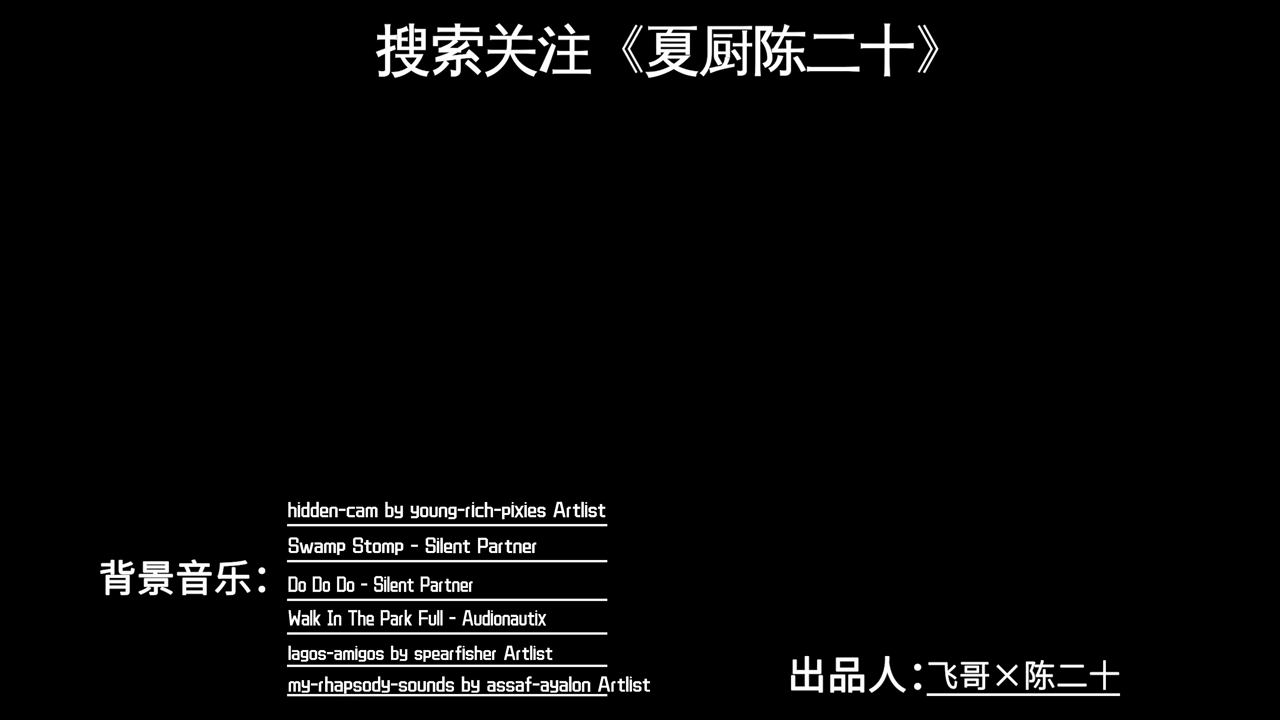 搜索关注《夏厨陈二十》
hidden-cam by young-rich-pixies Artlist
Swamp Stomp - Silent Partner
背景音乐：
Do Do Do - Silent Partner
Walk In The Park Full - Audionautix
lagos-amigos by spearfisher Artlist
my-rhapsody-sounds by assaf-ayalon Artlist
出品人：飞哥×陈二十